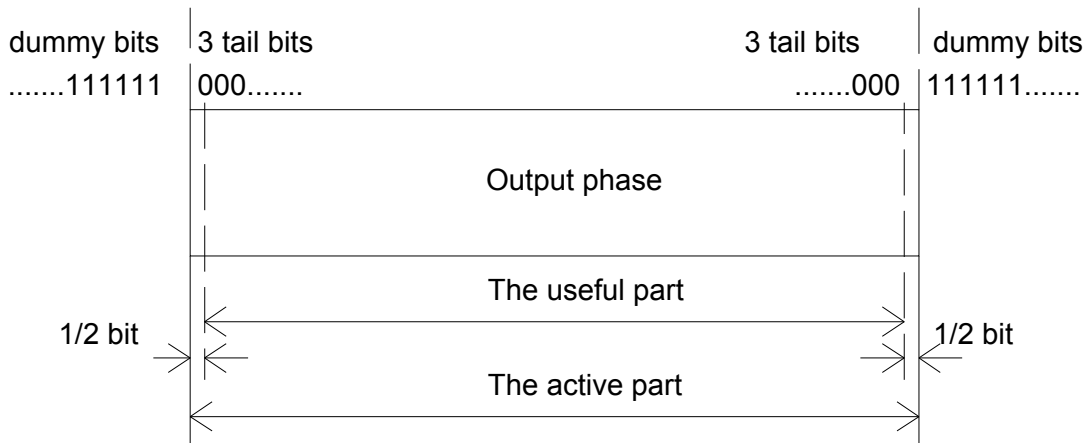 dummy bits 3 tail bits 3 tail bits dummy bits
.......111111 000....... .......000 111111.......
Output phase
The useful part
1/2 bit 1/2 bit
The active part